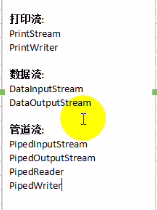 打印流:
PrintStream
PrintWriter
数据流:
DataInputStream
DataOutputStream
管道流:
PipedInputStream
PipedOutputStream
PipedReader
PipedWriter